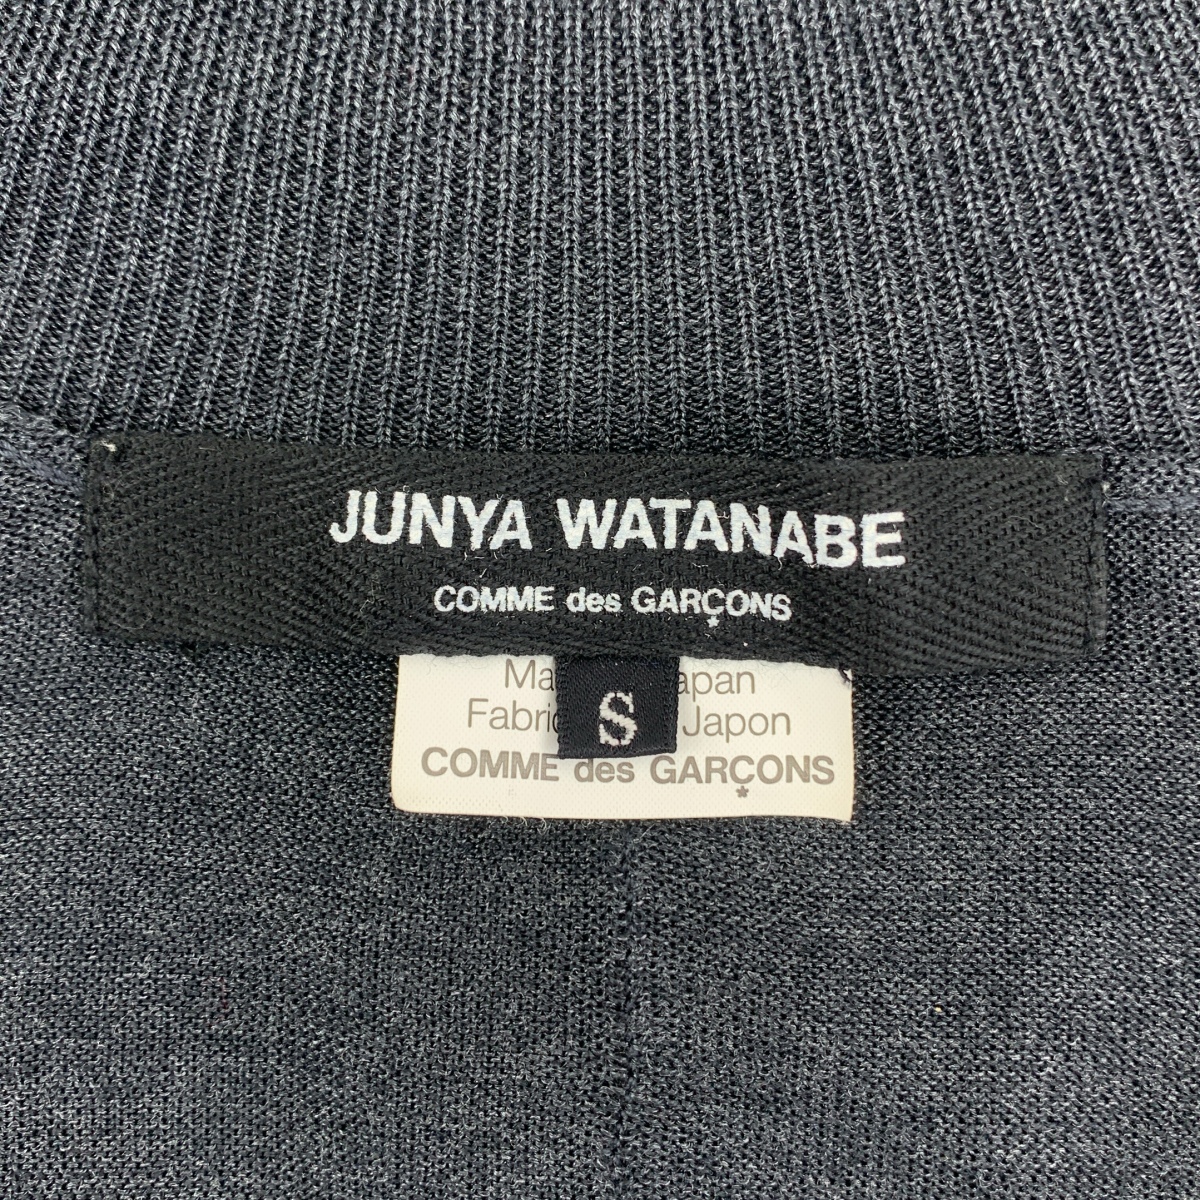 JUNYA WATANABE
COMME des GARÇONS
S
Japon
COMME des GARÇONS